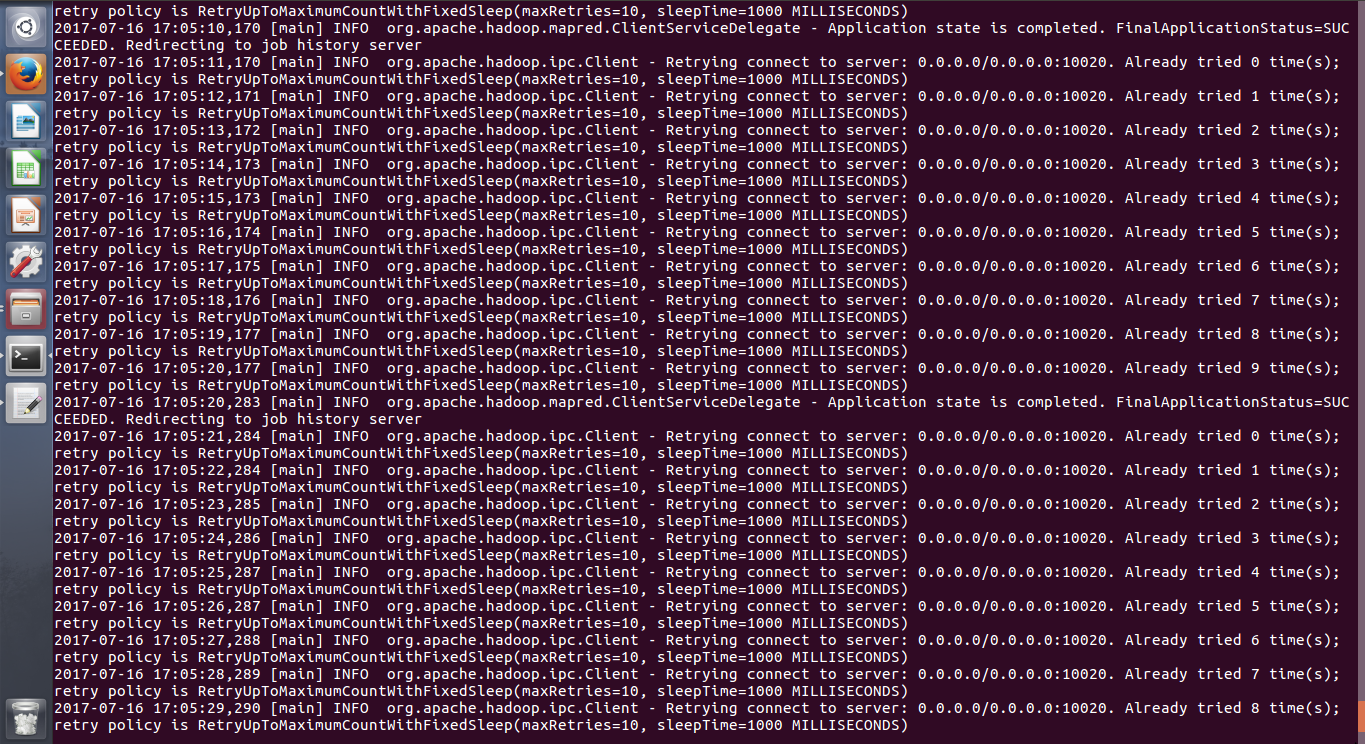 retry policy is RetryUpToMaximumCountWithFixedSleep(maxRetries=10, sleepTime=1000 MILLISECONDS)
2017-07-16 17:05:10,170 [main] INFO  org.apache.hadoop.mapred.ClientServiceDelegate - Application state is completed. FinalApplicationStatus=SUC
CEEDED. Redirecting to job history server
2017-07-16 17:05:11,170 [main] INFO  org.apache.hadoop.ipc.Client - Retrying connect to server: 0.0.0.0/0.0.0.0:10020. Already tried 0 time(s);
retry policy is RetryUpToMaximumCountWithFixedSleep(maxRetries=10, sleepTime=1000 MILLISECONDS)
2017-07-16 17:05:12,171 [main] INFO  org.apache.hadoop.ipc.Client - Retrying connect to server: 0.0.0.0/0.0.0.0:10020. Already tried 1 time(s);
retry policy is RetryUpToMaximumCountWithFixedSleep(maxRetries=10, sleepTime=1000 MILLISECONDS)
2017-07-16 17:05:13,172 [main] INFO  org.apache.hadoop.ipc.Client - Retrying connect to server: 0.0.0.0/0.0.0.0:10020. Already tried 2 time(s);
retry policy is RetryUpToMaximumCountWithFixedSleep(maxRetries=10, sleepTime=1000 MILLISECONDS)
2017-07-16 17:05:14,173 [main] INFO  org.apache.hadoop.ipc.Client - Retrying connect to server: 0.0.0.0/0.0.0.0:10020. Already tried 3 time(s);
retry policy is RetryUpToMaximumCountWithFixedSleep(maxRetries=10, sleepTime=1000 MILLISECONDS)
2017-07-16 17:05:15,173 [main] INFO  org.apache.hadoop.ipc.Client - Retrying connect to server: 0.0.0.0/0.0.0.0:10020. Already tried 4 time(s);
retry policy is RetryUpToMaximumCountWithFixedSleep(maxRetries=10, sleepTime=1000 MILLISECONDS)
2017-07-16 17:05:16,174 [main] INFO  org.apache.hadoop.ipc.Client - Retrying connect to server: 0.0.0.0/0.0.0.0:10020. Already tried 5 time(s);
retry policy is RetryUpToMaximumCountWithFixedSleep(maxRetries=10, sleepTime=1000 MILLISECONDS)
2017-07-16 17:05:17,175 [main] INFO  org.apache.hadoop.ipc.Client - Retrying connect to server: 0.0.0.0/0.0.0.0:10020. Already tried 6 time(s);
retry policy is RetryUpToMaximumCountWithFixedSleep(maxRetries=10, sleepTime=1000 MILLISECONDS)
2017-07-16 17:05:18,176 [main] INFO  org.apache.hadoop.ipc.Client - Retrying connect to server: 0.0.0.0/0.0.0.0:10020. Already tried 7 time(s);
retry policy is RetryUpToMaximumCountWithFixedSleep(maxRetries=10, sleepTime=1000 MILLISECONDS)
2017-07-16 17:05:19,177 [main] INFO  org.apache.hadoop.ipc.Client - Retrying connect to server: 0.0.0.0/0.0.0.0:10020. Already tried 8 time(s);
retry policy is RetryUpToMaximumCountWithFixedSleep(maxRetries=10, sleepTime=1000 MILLISECONDS)
2017-07-16 17:05:20,177 [main] INFO  org.apache.hadoop.ipc.Client - Retrying connect to server: 0.0.0.0/0.0.0.0:10020. Already tried 9 time(s);
retry policy is RetryUpToMaximumCountWithFixedSleep(maxRetries=10, sleepTime=1000 MILLISECONDS)
2017-07-16 17:05:20,283 [main] INFO  org.apache.hadoop.mapred.ClientServiceDelegate - Application state is completed. FinalApplicationStatus=SUC
CEEDED. Redirecting to job history server
2017-07-16 17:05:21,284 [main] INFO  org.apache.hadoop.ipc.Client - Retrying connect to server: 0.0.0.0/0.0.0.0:10020. Already tried 0 time(s);
retry policy is RetryUpToMaximumCountWithFixedSleep(maxRetries=10, sleepTime=1000 MILLISECONDS)
2017-07-16 17:05:22,284 [main] INFO  org.apache.hadoop.ipc.Client - Retrying connect to server: 0.0.0.0/0.0.0.0:10020. Already tried 1 time(s);
retry policy is RetryUpToMaximumCountWithFixedSleep(maxRetries=10, sleepTime=1000 MILLISECONDS)
2017-07-16 17:05:23,285 [main] INFO  org.apache.hadoop.ipc.Client - Retrying connect to server: 0.0.0.0/0.0.0.0:10020. Already tried 2 time(s);
retry policy is RetryUpToMaximumCountWithFixedSleep(maxRetries=10, sleepTime=1000 MILLISECONDS)
2017-07-16 17:05:24,286 [main] INFO  org.apache.hadoop.ipc.Client - Retrying connect to server: 0.0.0.0/0.0.0.0:10020. Already tried 3 time(s);
retry policy is RetryUpToMaximumCountWithFixedSleep(maxRetries=10, sleepTime=1000 MILLISECONDS)
2017-07-16 17:05:25,287 [main] INFO  org.apache.hadoop.ipc.Client - Retrying connect to server: 0.0.0.0/0.0.0.0:10020. Already tried 4 time(s);
retry policy is RetryUpToMaximumCountWithFixedSleep(maxRetries=10, sleepTime=1000 MILLISECONDS)
2017-07-16 17:05:26,287 [main] INFO  org.apache.hadoop.ipc.Client - Retrying connect to server: 0.0.0.0/0.0.0.0:10020. Already tried 5 time(s);
retry policy is RetryUpToMaximumCountWithFixedSleep(maxRetries=10, sleepTime=1000 MILLISECONDS)
2017-07-16 17:05:27,288 [main] INFO  org.apache.hadoop.ipc.Client - Retrying connect to server: 0.0.0.0/0.0.0.0:10020. Already tried 6 time(s);
retry policy is RetryUpToMaximumCountWithFixedSleep(maxRetries=10, sleepTime=1000 MILLISECONDS)
2017-07-16 17:05:28,289 [main] INFO  org.apache.hadoop.ipc.Client - Retrying connect to server: 0.0.0.0/0.0.0.0:10020. Already tried 7 time(s);
retry policy is RetryUpToMaximumCountWithFixedSleep(maxRetries=10, sleepTime=1000 MILLISECONDS)
2017-07-16 17:05:29,290 [main] INFO  org.apache.hadoop.ipc.Client - Retrying connect to server: 0.0.0.0/0.0.0.0:10020. Already tried 8 time(s);
retry policy is RetryUpToMaximumCountWithFixedSleep(maxRetries=10, sleepTime=1000 MILLISECONDS)